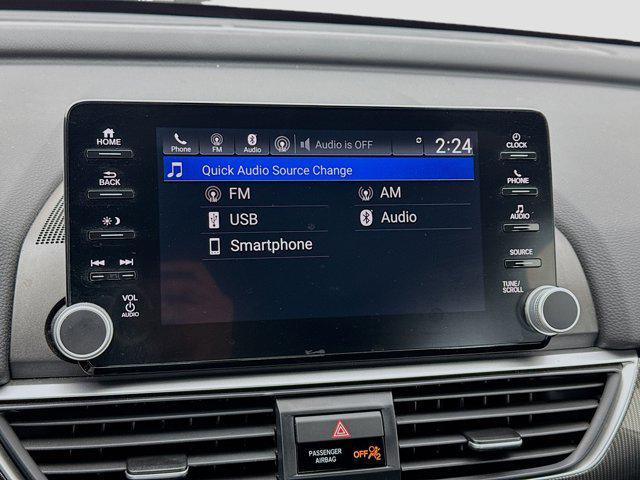 HOME
BACK
VOL
AUDIO
Phone FM Audio Audio is OFF 2:24
Quick Audio Source Change
FM AM
USB Audio
Smartphone
CLOCK
PHONE
AUDIO
SOURCE
TUNE/
SCROLL
PASSENGER
AIRBAG
OFF
2